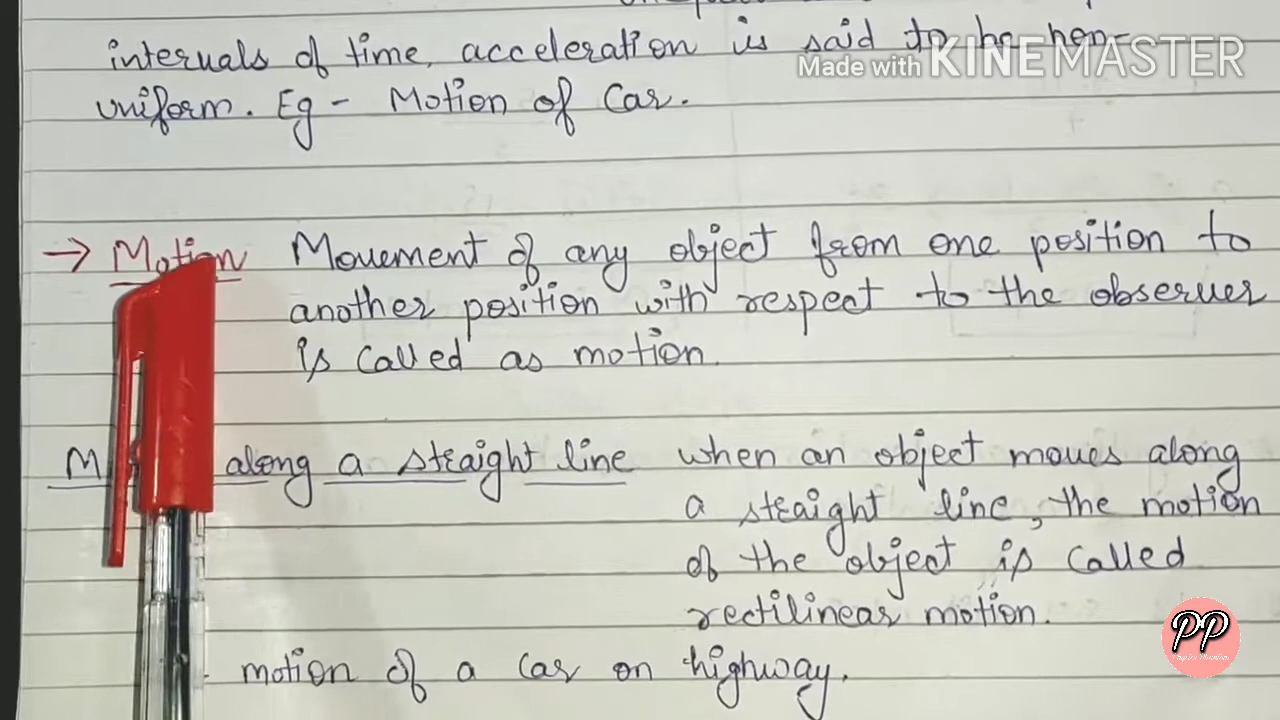 intervals of time, acceleration is said to be non-
uniform. Eg - Motion of Car.
Made with KINEMASTER
→ Motion Movement of any object from one position to
another position with respect to the observer
is called as motion.
along a straight line when an object moves along
a straight line, the motion
of the object is called
rectilinear motion.
PP
motion of a car on highway.